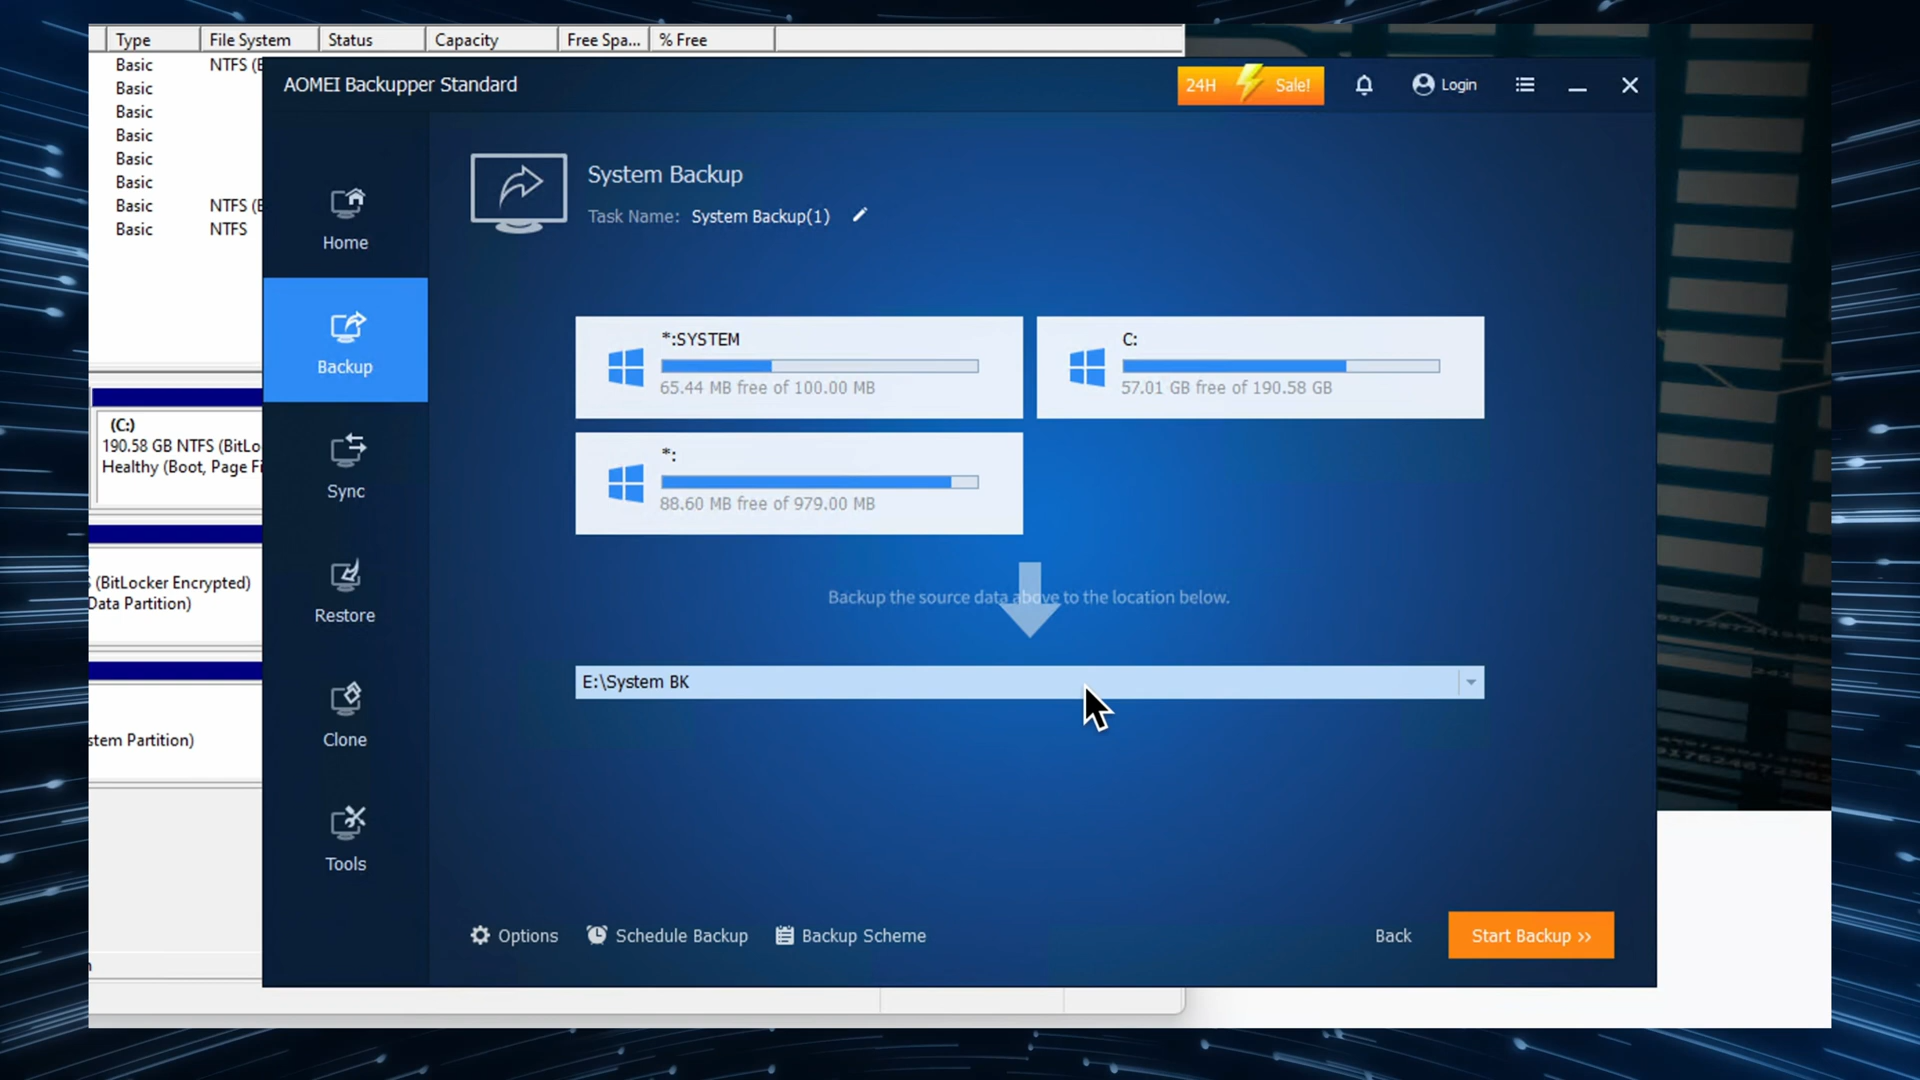 Type File System Status Capacity Free Spa... % Free
Basic NTFS (B
Basic
Basic
Basic
Basic
Basic
Basic NTFS (B
Basic NTFS
(C:)
190.58 GB NTFS (BitLo
Healthy (Boot, Page Fi
(BitLocker Encrypted)
Data Partition)
stem Partition)
AOMEI Backupper Standard
24H Sale!
Login
Home
Backup
Sync
Restore
Clone
Tools
System Backup
Task Name: System Backup(1)
*:SYSTEM
65.44 MB free of 100.00 MB
C:
57.01 GB free of 190.58 GB
*:
88.60 MB free of 979.00 MB
Backup the source data above to the location below.
E:\System BK
Options Schedule Backup Backup Scheme
Back Start Backup >>